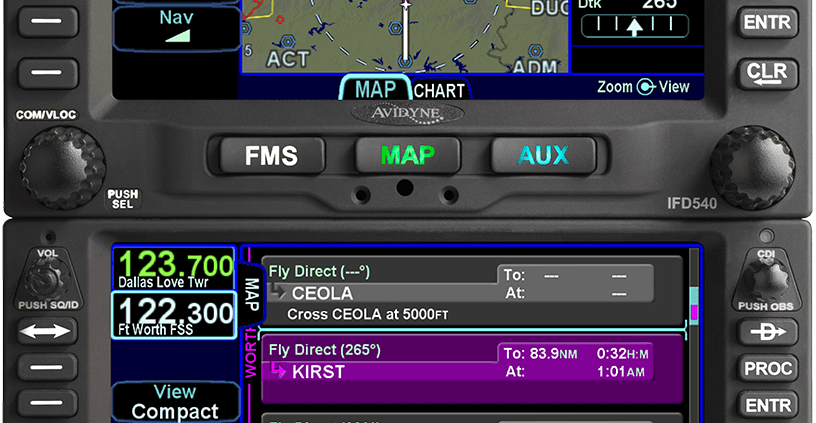 Nav
5
ACT
DUC
ADM
Dtk 265
ENTR
CLR
MAP CHART
Zoom View
COM/VLOC
AVIDYNE
FMS
MAP
AUX
PUSH
SEL
IFD540
VOL
PUSH SQ/ID
CDI
PUSH OBS
D
PROC
ENTR
123.700
Dallas Love Twr
122.300
Ft Worth FSS
View
Compact
MAP
WORTH
Fly Direct (---°)
To: --- ---
CEOLA
At: ---
Cross CEOLA at 5000FT
Fly Direct (265°)
To: 83.9NM 0:32H:M
KIRST
At: 1:01AM